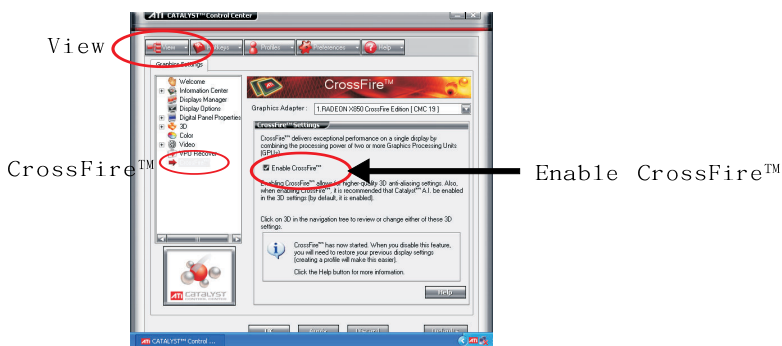 ATI CATALYST™ Control Center
View
View
Hotkeys
Profiles
Preferences
Help
Graphics Settings
Welcome
Information Center
Displays Manager
Display Options
Digital Panel Properties
3D
Color
Video
VPU Recover
CrossFire™
CrossFire™
Graphics Adapter :
1.RADEON X850 CrossFire Edition [ CMC 19 ]
CrossFire™ Settings
CrossFire™ delivers exceptional performance on a single display by
combining the processing power of two or more Graphics Processing Units
(GPUs).
Enable CrossFire™
Enable CrossFire™
Enabling CrossFire™ allows for higher-quality 3D anti-aliasing settings. Also,
when enabling CrossFire™, it is recommended that Catalyst™ A.I. be enabled
in the 3D settings (by default, it is enabled).
Click on 3D in the navigation tree to review or change either of these 3D
settings.
CrossFire™ has now started. When you disable this feature,
you will need to restore your previous display settings
(creating a profile will make this easier).
Click the Help button for more information.
ATI CATALYST
CONTROL CENTER
Help
OK
ATI CATALYST™ Control ...